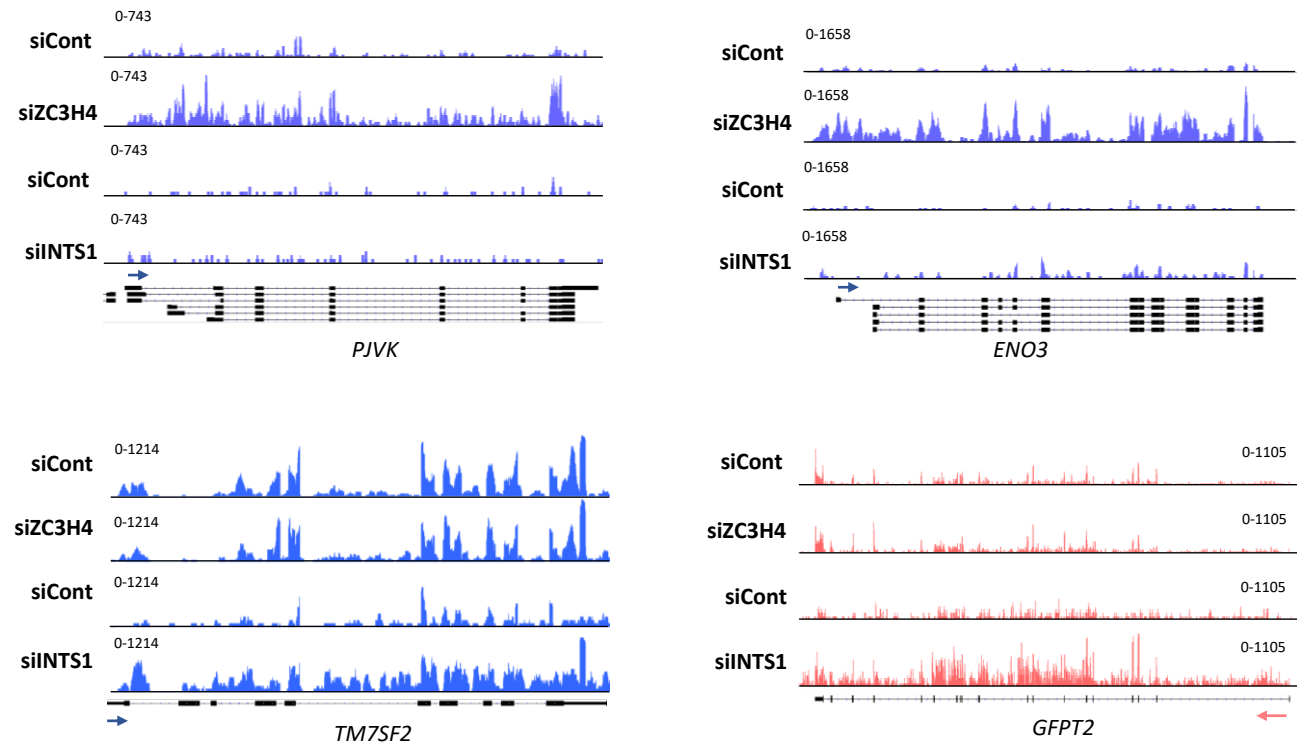 0-743
siCont
0-743
siZC3H4
0-743
siCont
0-743
siINTS1
PJVK
0-1658
siCont
0-1658
siZC3H4
0-1658
siCont
0-1658
siINTS1
ENO3
0-1214
siCont
0-1214
siZC3H4
0-1214
siCont
0-1214
siINTS1
TM7SF2
0-1105
siCont
0-1105
siZC3H4
0-1105
siCont
0-1105
siINTS1
GFPT2